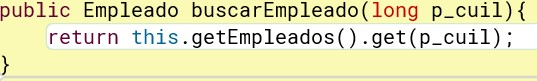 public Empleado buscarEmpleado(long p_cuil){
return this.getEmpleados().get(p_cuil);
}